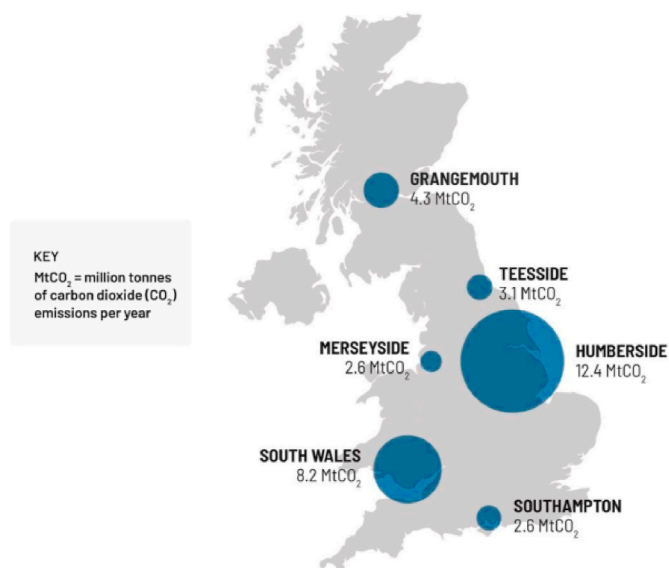 GRANGEMOUTH
4.3 MtCO₂
KEY
MtCO₂ = million tonnes
of carbon dioxide (CO₂)
emissions per year
TEESSIDE
3.1 MtCO₂
MERSEYSIDE
2.6 MtCO₂
HUMBERSIDE
12.4 MtCO₂
SOUTH WALES
8.2 MtCO₂
SOUTHAMPTON
2.6 MtCO₂